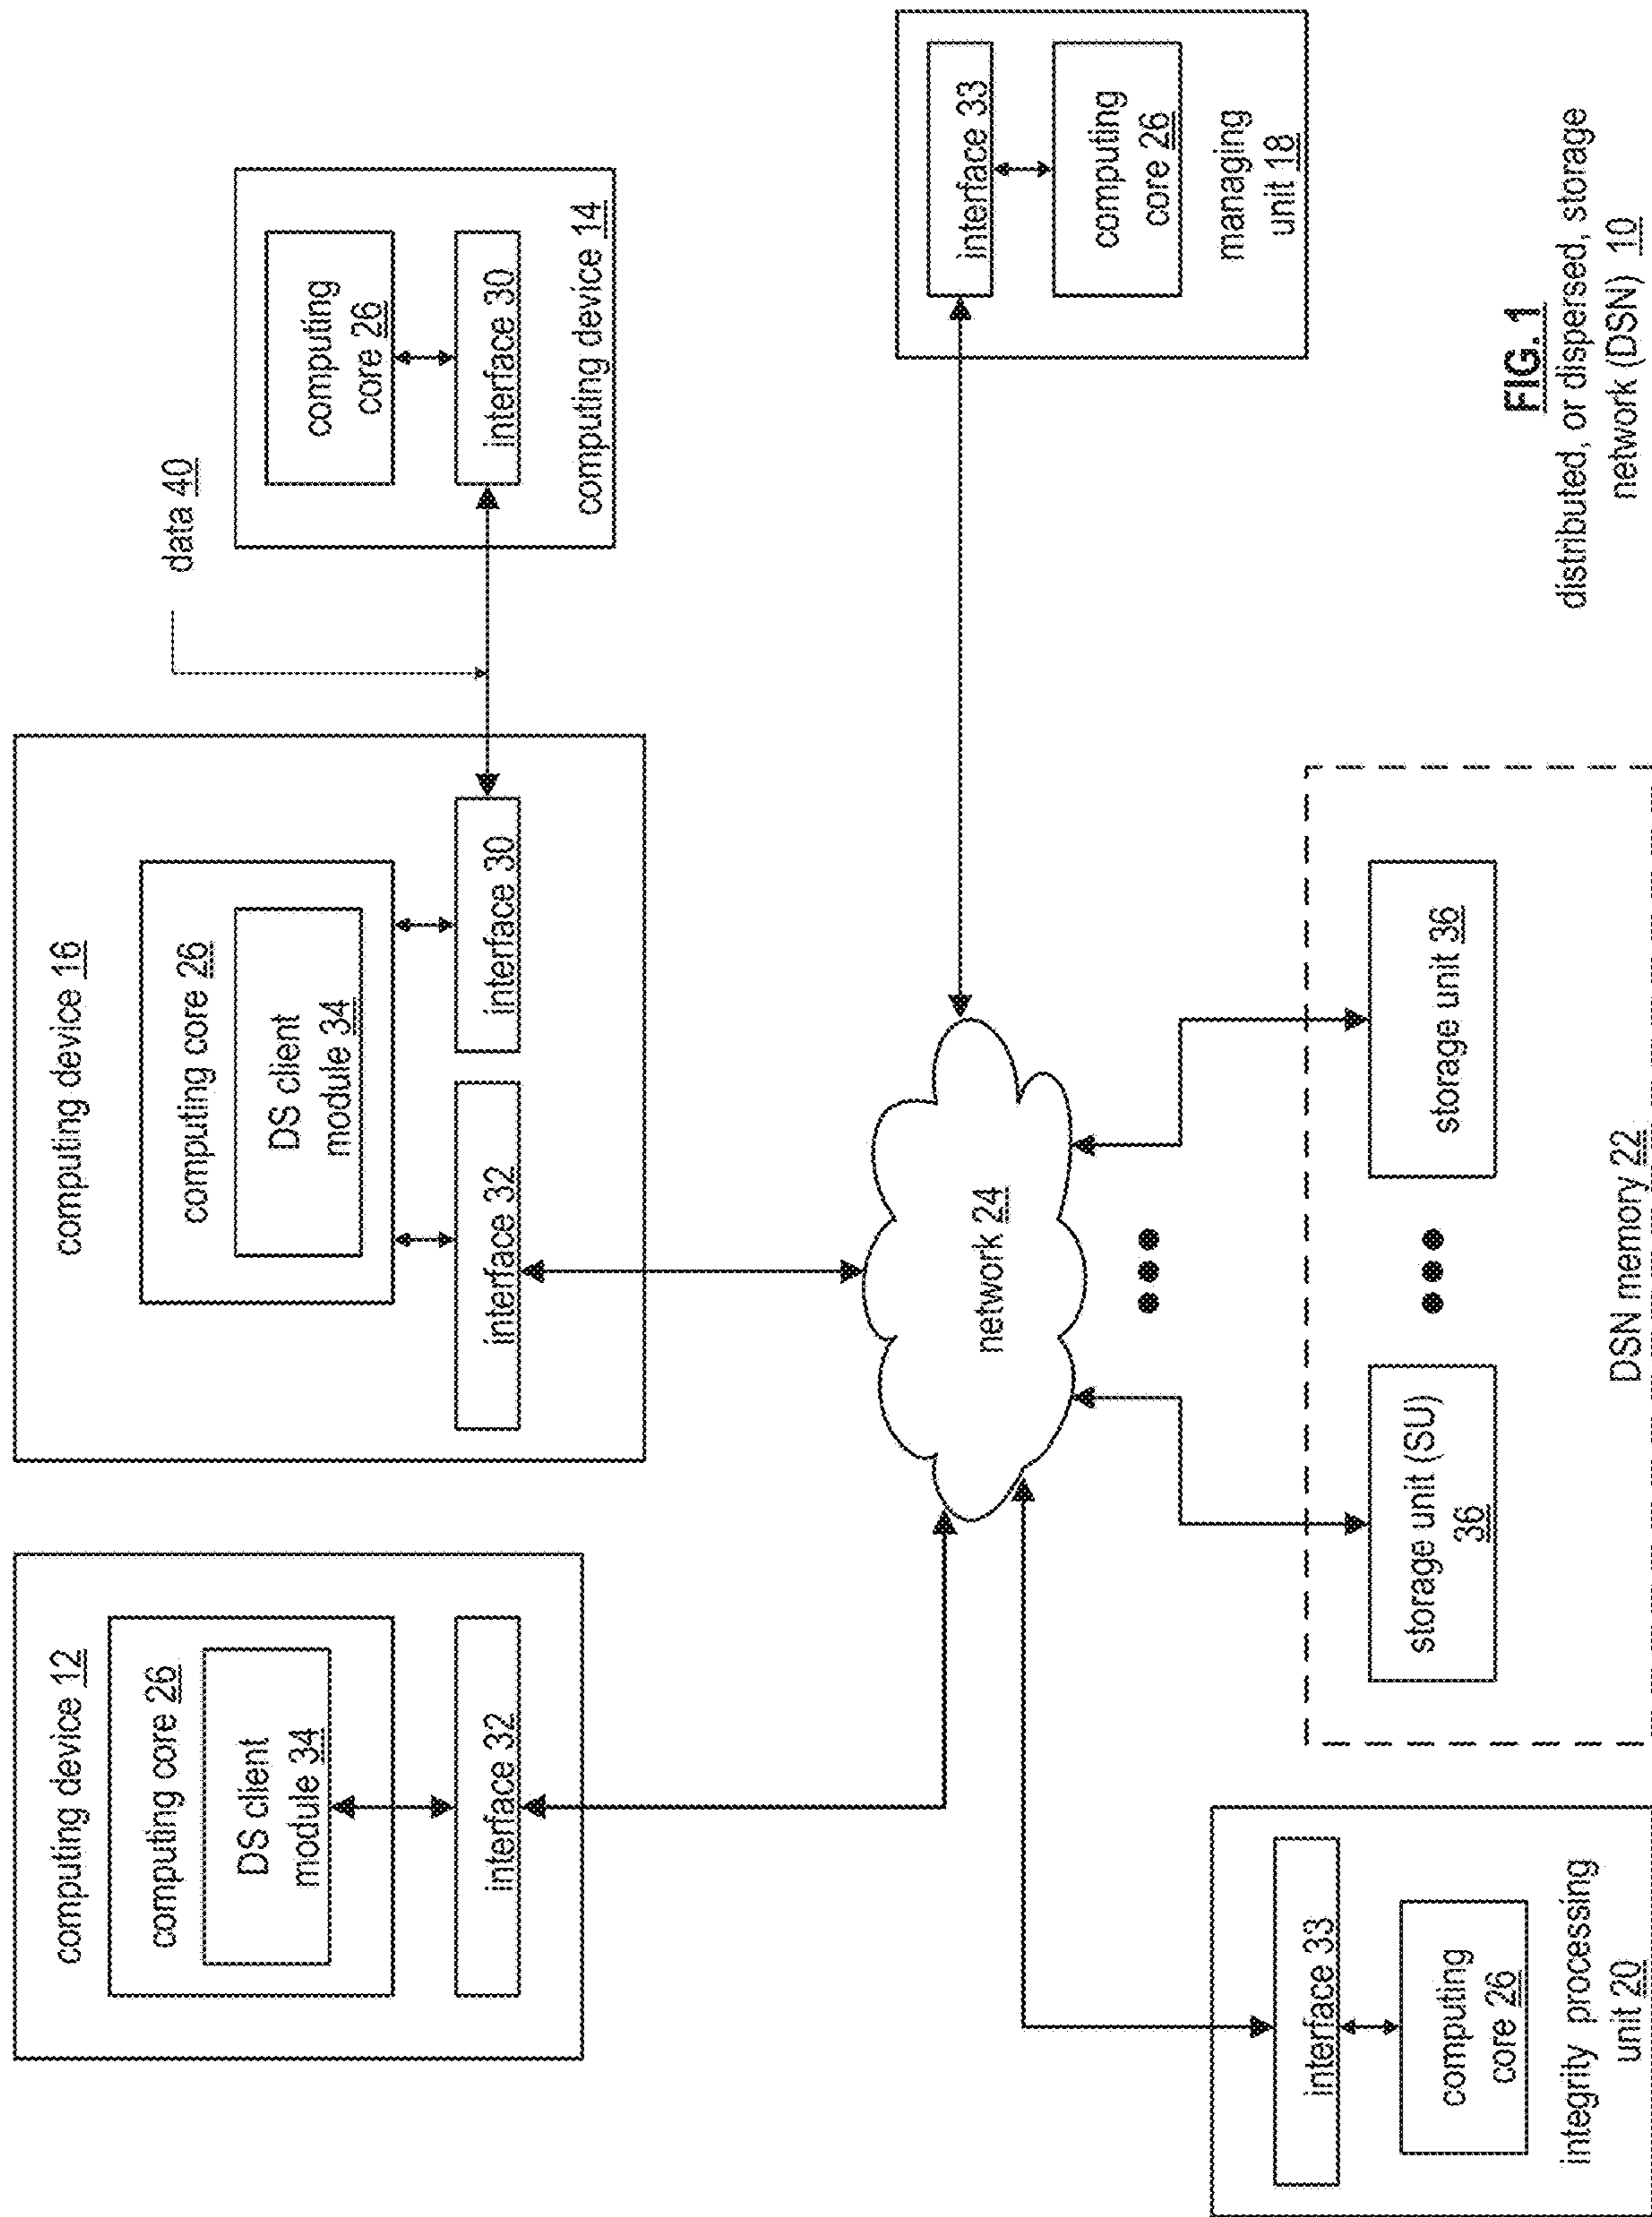 computing device 12
computing core 26
DS client
module 34
interface 32
computing device 16
computing core 26
DS client
module 34
interface 32
interface 30
data 40
computing
core 26
interface 30
computing device 14
network 24
interface 33
computing
core 26
managing
unit 18
interface 33
computing
core 26
integrity processing
unit 20
storage unit (SU)
36
storage unit 36
DSN memory 22
FIG. 1
distributed, or dispersed, storage
network (DSN) 10